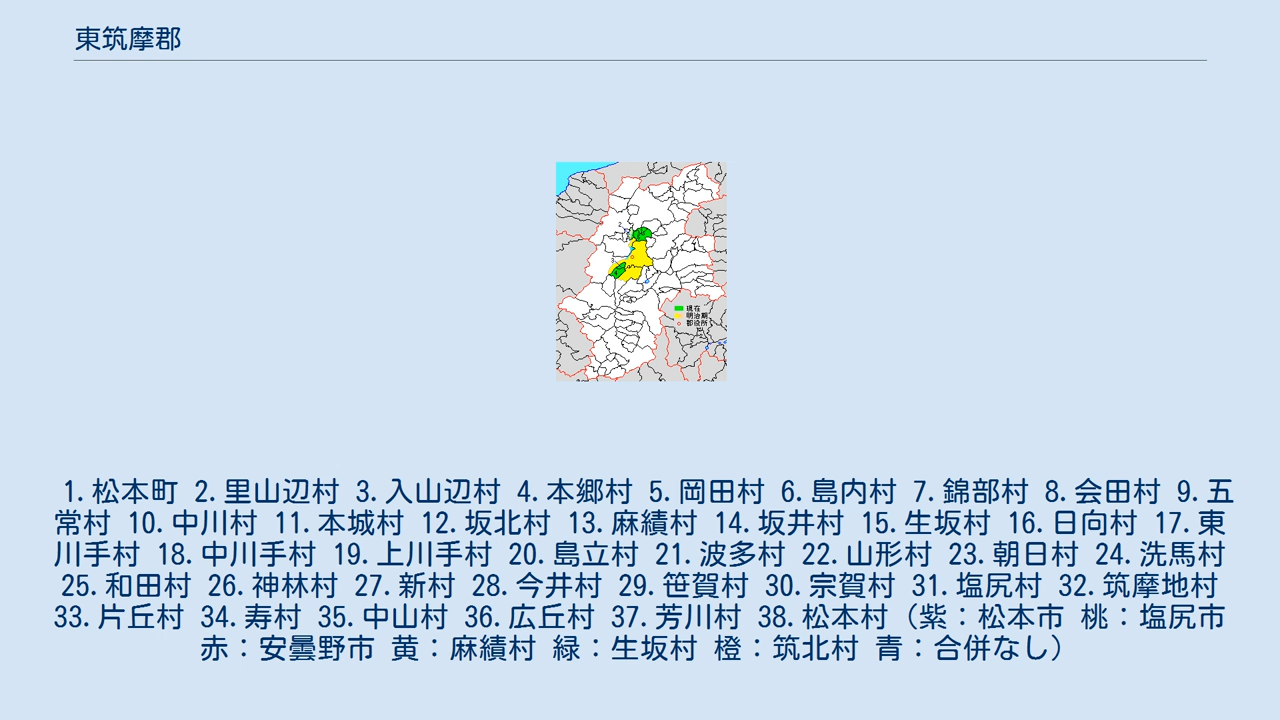 東筑摩郡
現在
明治期
郡役所
1.松本町 2.里山辺村 3.入山辺村 4.本郷村 5.岡田村 6.島内村 7.錦部村 8.会田村 9.五
常村 10.中川村 11.本城村 12.坂北村 13.麻績村 14.坂井村 15.生坂村 16.日向村 17.東
川手村 18.中川手村 19.上川手村 20.島立村 21.波多村 22.山形村 23.朝日村 24.洗馬村
25.和田村 26.神林村 27.新村 28.今井村 29.笹賀村 30.宗賀村 31.塩尻村 32.筑摩地村
33.片丘村 34.寿村 35.中山村 36.広丘村 37.芳川村 38.松本村（紫：松本市 桃：塩尻市
赤：安曇野市 黄：麻績村 緑：生坂村 橙：筑北村 青：合併なし）